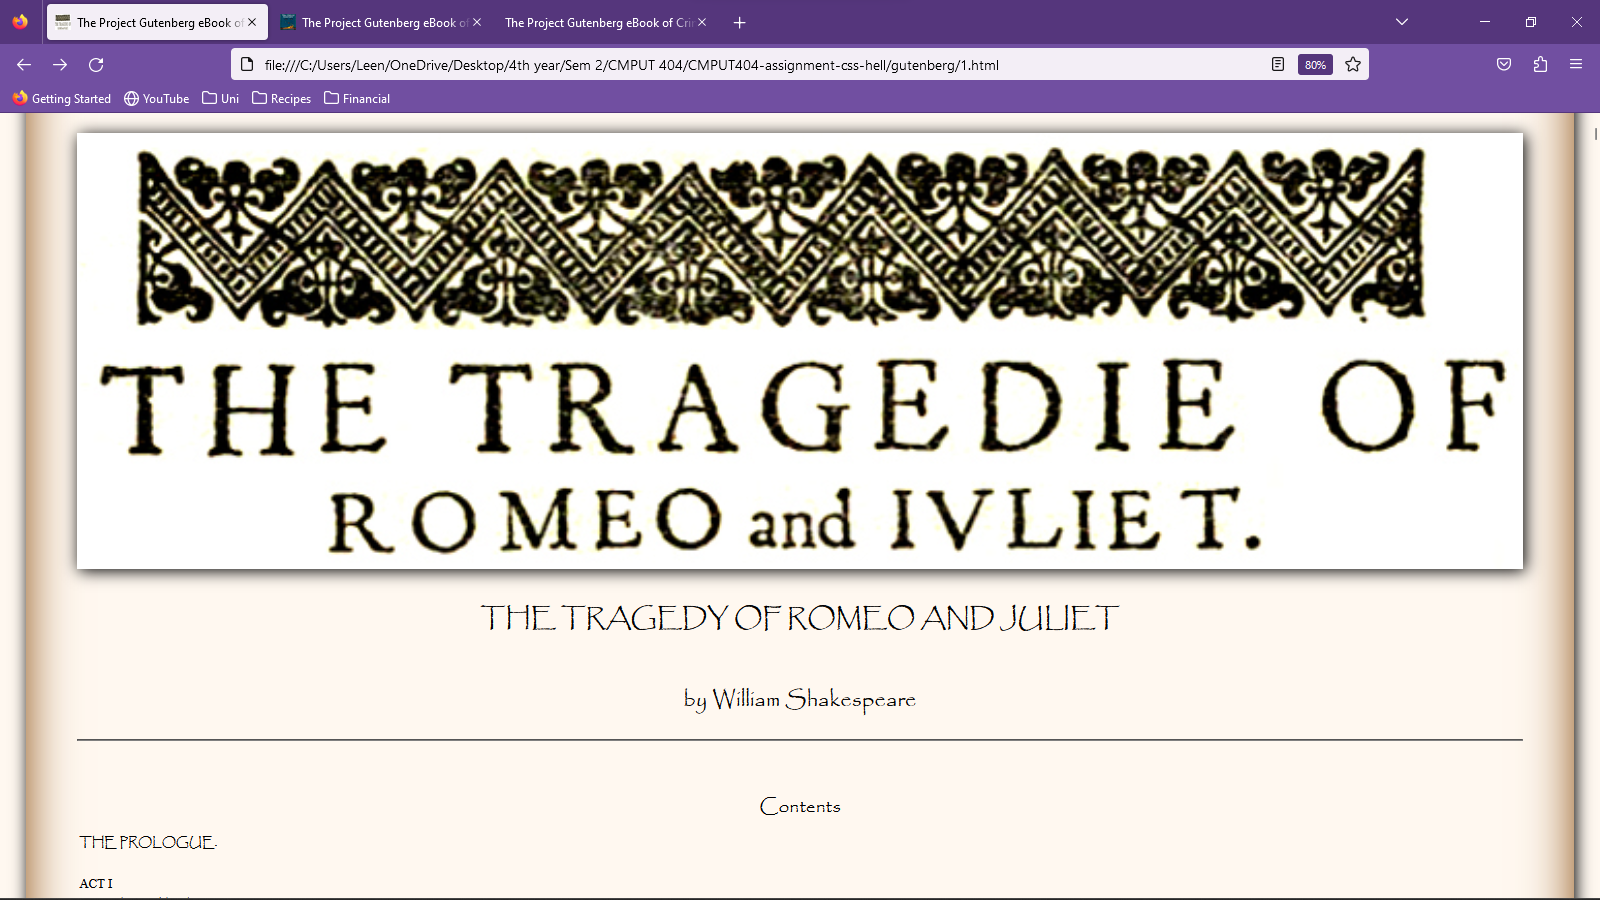 The Project Gutenberg eBook of
The Project Gutenberg eBook of
The Project Gutenberg eBook of Cri
file:///C:/Users/Leen/OneDrive/Desktop/4th year/Sem 2/CMPUT 404/CMPUT404-assignment-css-hell/gutenberg/1.html
80%
Getting Started
YouTube
Uni
Recipes
Financial
THE TRAGEDIE OF
ROMEO and IVLIET.
THE TRAGEDY OF ROMEO AND JULIET
by William Shakespeare
Contents
THE PROLOGUE.
ACT I